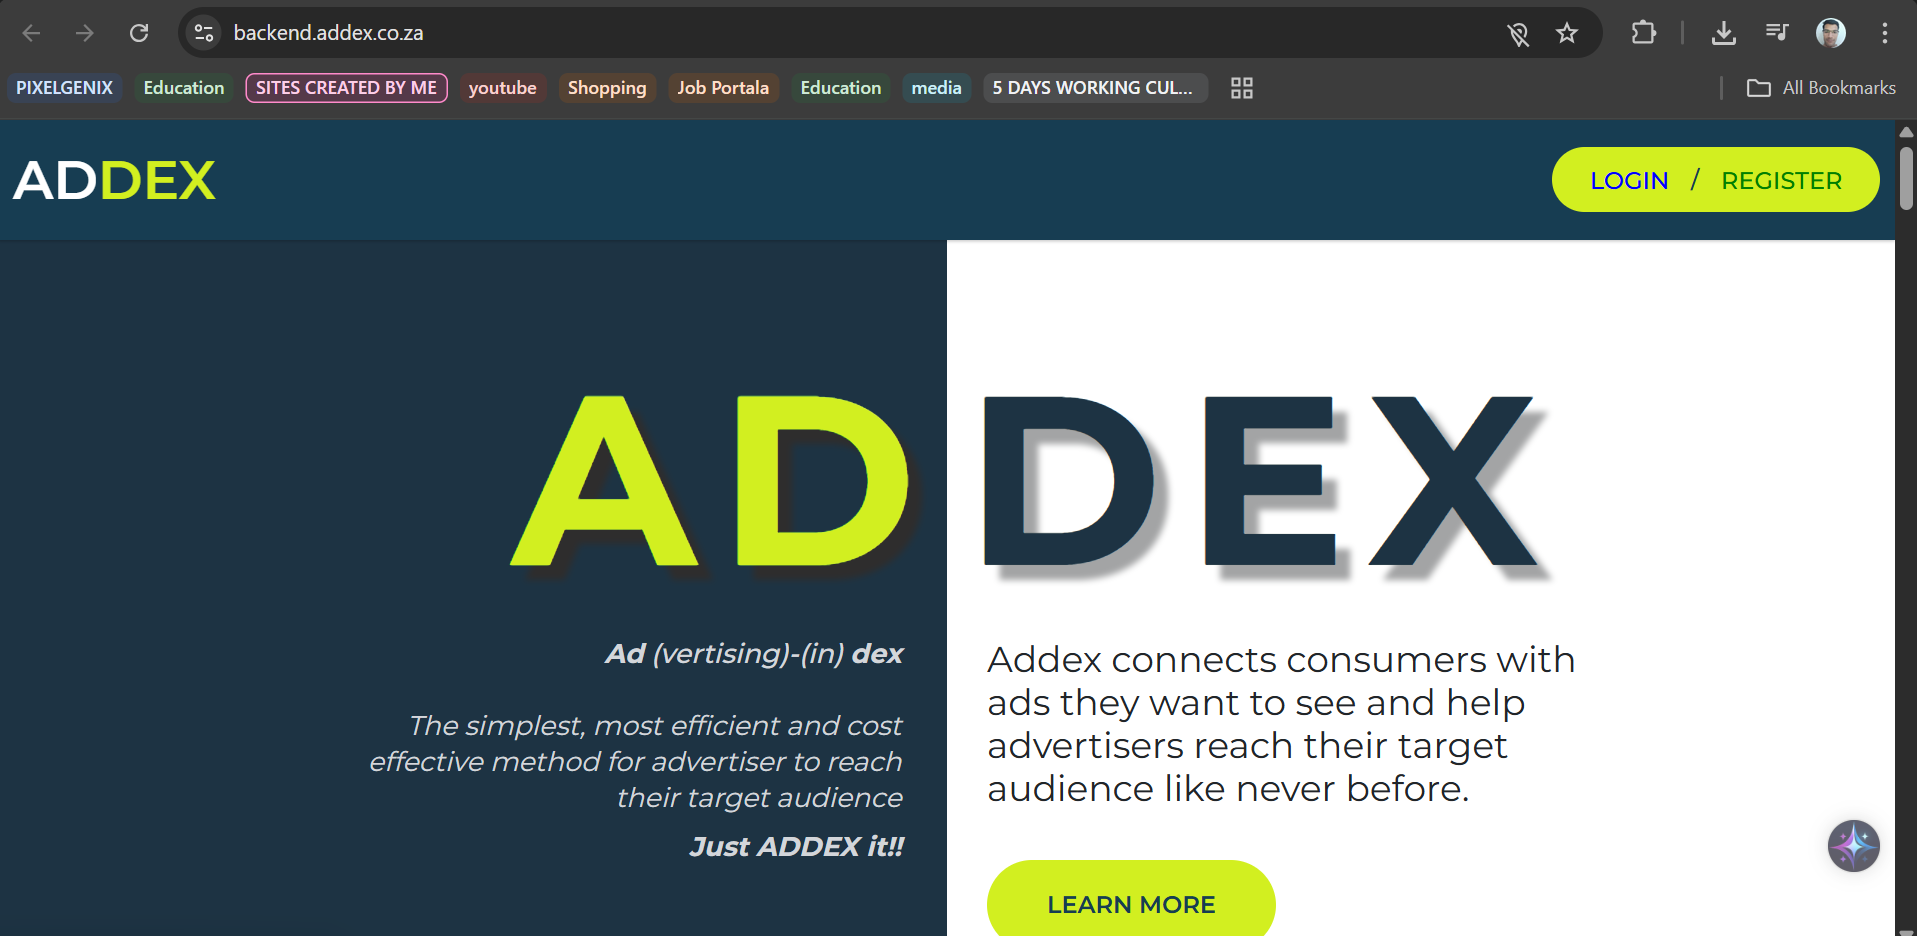 backend.addex.co.za
PIXELGENIX
Education
SITES CREATED BY ME
youtube
Shopping
Job Portala
Education
media
5 DAYS WORKING CUL...
All Bookmarks
ADDEX
LOGIN / REGISTER
ADDEX
Ad (vertising)-(in) dex
The simplest, most efficient and cost
effective method for advertiser to reach
their target audience
Just ADDEX it!!
Addex connects consumers with
ads they want to see and help
advertisers reach their target
audience like never before.
LEARN MORE